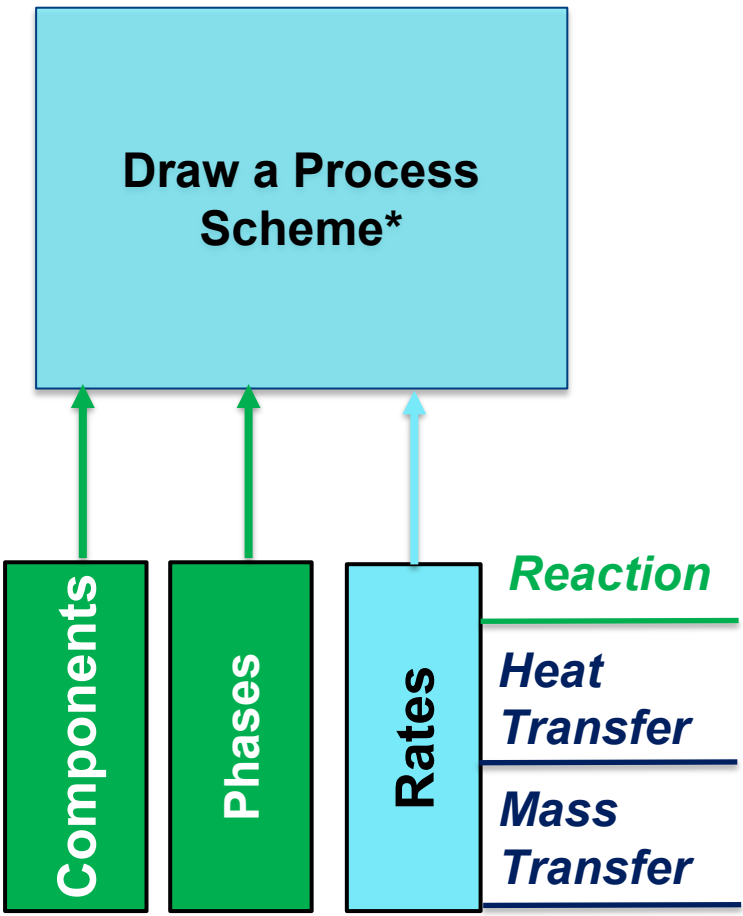 Draw a Process
Scheme*
Components
Phases
Rates
Reaction
Heat
Transfer
Mass
Transfer